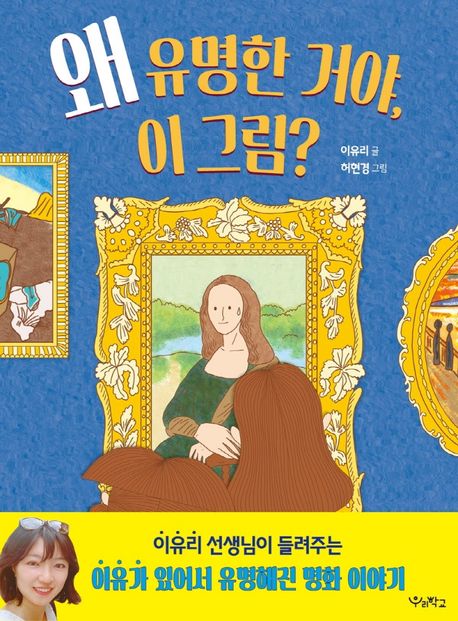 왜 유명한 거야,
이 그림?
이유리 글
허현경 그림
이유리 선생님이 들려주는
이유가 있어서 유명해진 명화 이야기
우리학교